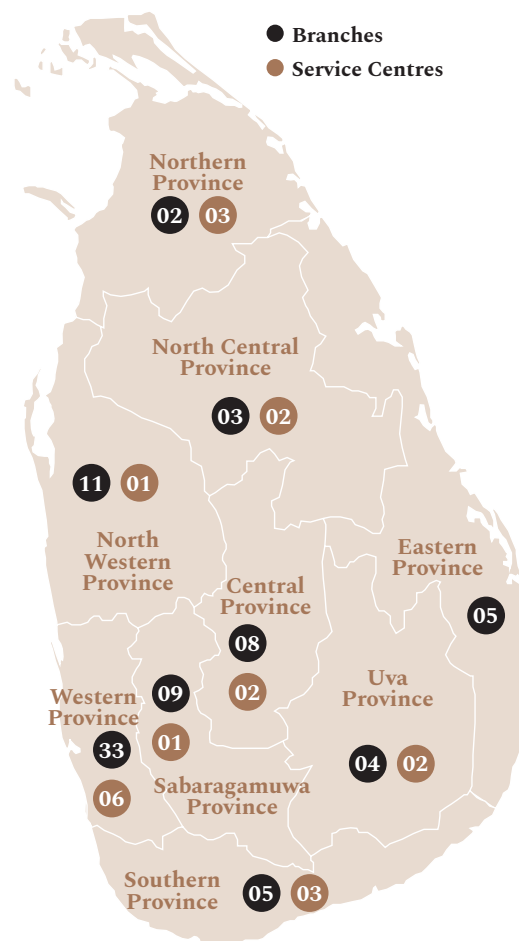 Branches
Service Centres
Northern
Province
02 03
North Central
Province
03 02
11 01
North
Western
Province
Eastern
Province
05
Central
Province
08
02
Uva
Province
04 02
Western
Province
33
06
09
01
Sabaragamuwa
Province
Southern
Province
05 03